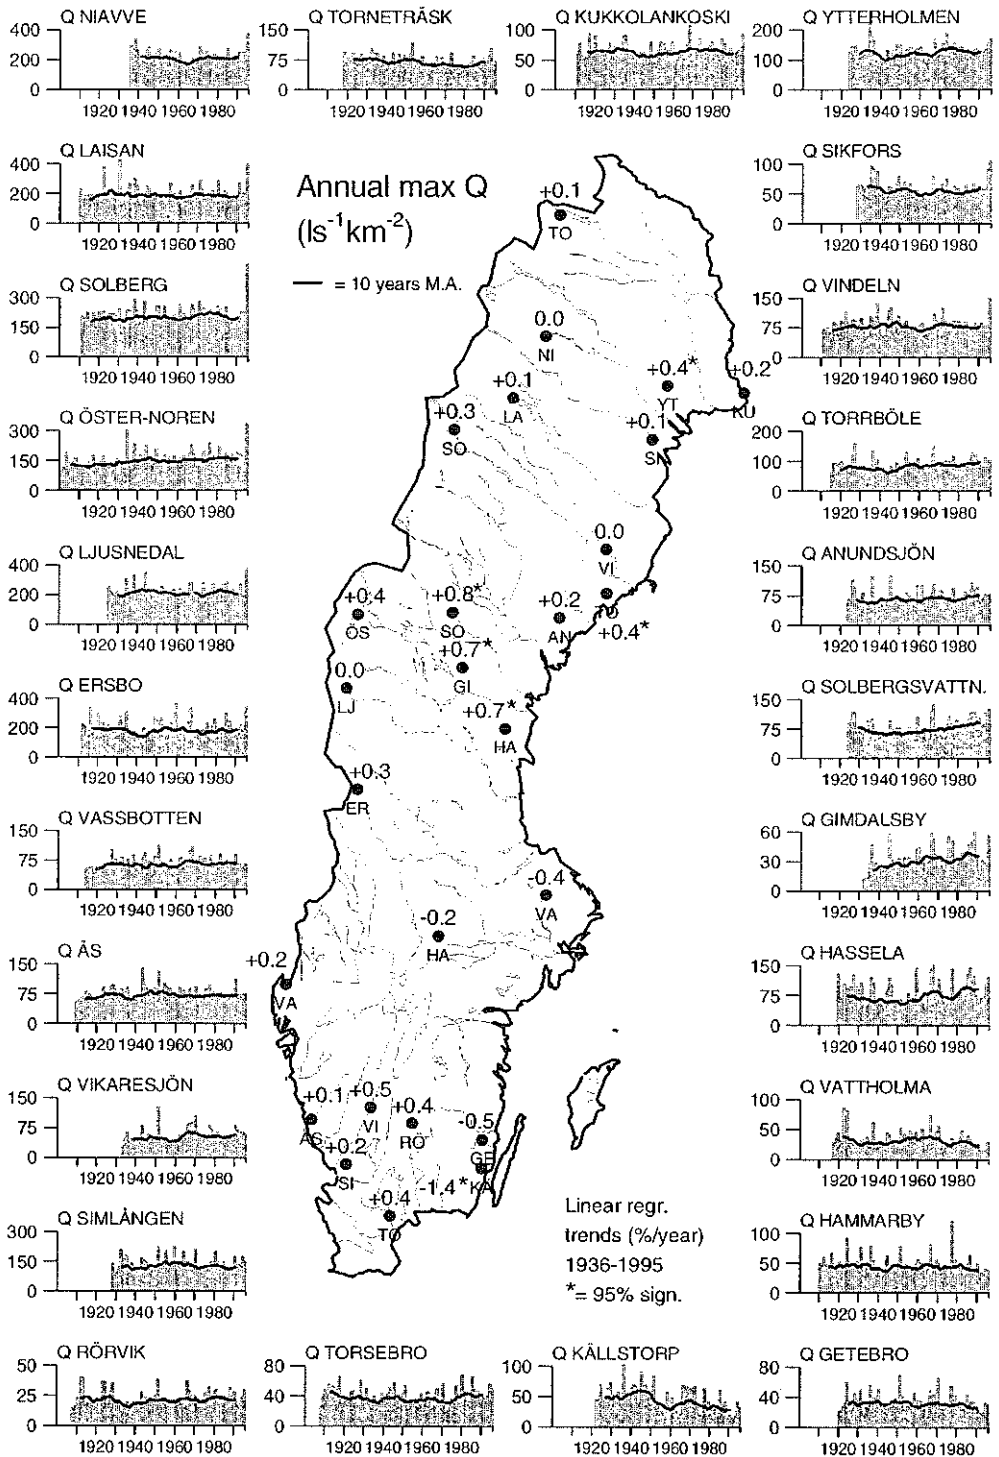 Q NIAVVE
400
200
0
1920 1940 1960 1980
Q TORNETRÄSK
150
75
0
1920 1940 1960 1980
Q KUKKOLANKOSKI
100
50
0
1920 1940 1960 1980
Q YTTERHOLMEN
200
100
0
1920 1940 1960 1980
Q LAISAN
400
200
0
1920 1940 1960 1980
Q SIKFORS
100
50
0
1920 1940 1960 1980
Q SOLBERG
300
150
0
1920 1940 1960 1980
Q VINDELN
150
75
0
1920 1940 1960 1980
Q ÖSTER-NOREN
300
150
0
1920 1940 1960 1980
Q TORRBÖLE
200
100
0
1920 1940 1960 1980
Q LJUSNEDAL
400
200
0
1920 1940 1960 1980
Q ANUNDSJÖN
150
75
0
1920 1940 1960 1980
Q ERSBO
400
200
0
1920 1940 1960 1980
Q SOLBERGSVATTN.
150
75
0
1920 1940 1960 1980
Q VASSBOTTEN
150
75
0
1920 1940 1960 1980
Q GIMDALSBY
60
30
0
1920 1940 1960 1980
Q ÅS
150
75
0
1920 1940 1960 1980
Q HASSELA
150
75
0
1920 1940 1960 1980
Q VIKARESJÖN
150
75
0
1920 1940 1960 1980
Q VATTHOLMA
100
50
0
1920 1940 1960 1980
Q SIMLÅNGEN
300
150
0
1920 1940 1960 1980
Q HAMMARBY
100
50
0
1920 1940 1960 1980
Q RÖRVIK
50
25
0
1920 1940 1960 1980
Q TORSEBRO
80
40
0
1920 1940 1960 1980
Q KÄLLSTORP
100
50
0
1920 1940 1960 1980
Q GETEBRO
80
40
0
1920 1940 1960 1980
Annual max Q
(ls⁻¹km⁻²)
= 10 years M.A.
+0.1
TO
0.0
NI
+0.1
LA
+0.4*
YT
+0.2
KU
+0.3
SO
+0.1
SN
0.0
VI
+0.4
ÖS
+0.8*
SO
+0.2
AN
+0.4*
+0.7*
GI
0.0
LJ
+0.7*
HA
+0.3
ER
-0.4
VA
-0.2
HA
+0.2
VA
+0.1
ÅS
+0.5
VI
+0.4
RÖ
-0.5
GE
+0.2
SI
-1.4*
KÄ
+0.4
TO
Linear regr.
trends (%/year)
1936-1995
*= 95% sign.